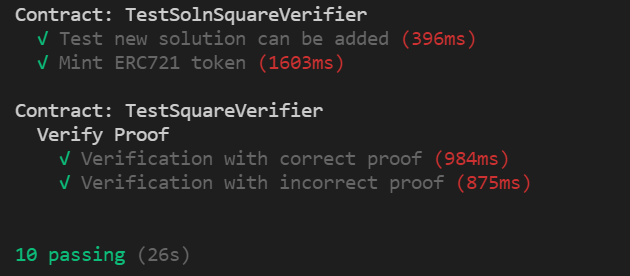 Contract: TestSolnSquareVerifier
√ Test new solution can be added (396ms)
√ Mint ERC721 token (1603ms)
Contract: TestSquareVerifier
Verify Proof
√ Verification with correct proof (984ms)
√ Verification with incorrect proof (875ms)
10 passing (26s)